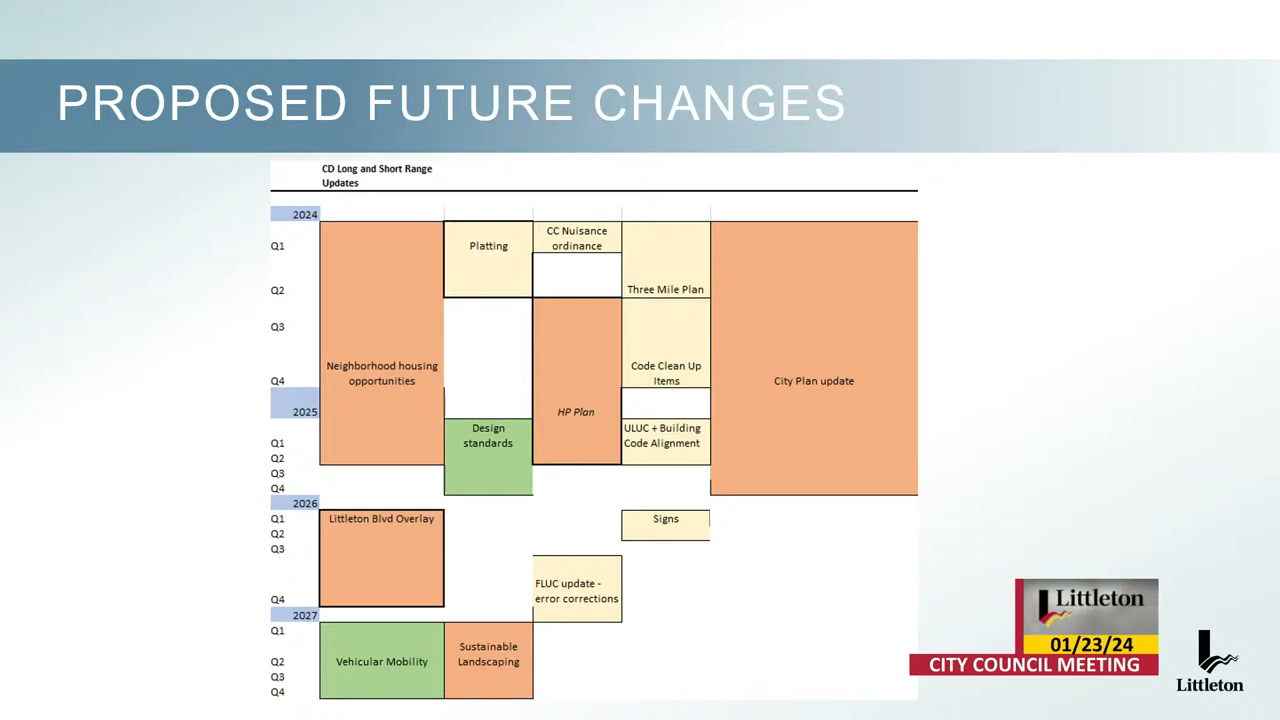 PROPOSED FUTURE CHANGES
CD Long and Short Range
Updates
2024
Q1
Platting
CC Nuisance
ordinance
Q2
Three Mile Plan
Q3
Neighborhood housing
opportunities
Code Clean Up
Items
Q4
City Plan update
2025
HP Plan
Design
standards
ULUC + Building
Code Alignment
Q1
Q2
Q3
Q4
2026
Q1
Littleton Blvd Overlay
Signs
Q2
Q3
FLUC update -
error corrections
Q4
2027
Q1
Sustainable
Landscaping
Q2
Vehicular Mobility
Q3
Q4
Littleton
01/23/24
CITY COUNCIL MEETING
Littleton